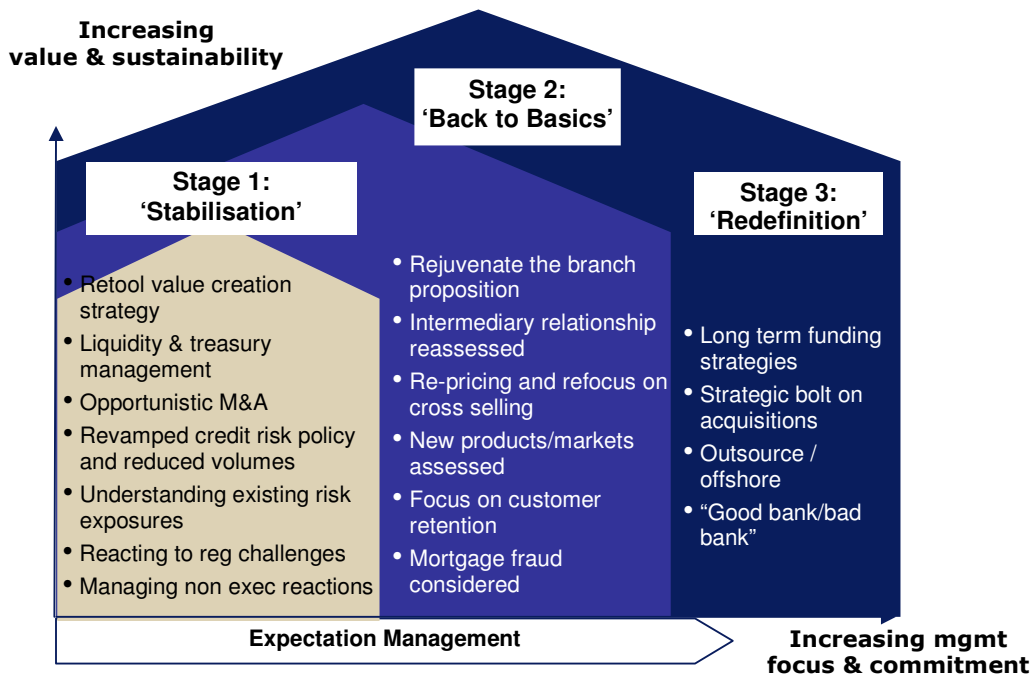 Increasing
value & sustainability
Stage 2:
‘Back to Basics’
Stage 1:
‘Stabilisation’
Stage 3:
‘Redefinition’
• Retool value creation
strategy
• Liquidity & treasury
management
• Opportunistic M&A
• Revamped credit risk policy
and reduced volumes
• Understanding existing risk
exposures
• Reacting to reg challenges
• Managing non exec reactions
• Rejuvenate the branch
proposition
• Intermediary relationship
reassessed
• Re-pricing and refocus on
cross selling
• New products/markets
assessed
• Focus on customer
retention
• Mortgage fraud
considered
• Long term funding
strategies
• Strategic bolt on
acquisitions
• Outsource /
offshore
• “Good bank/bad
bank”
Expectation Management
Increasing mgmt
focus & commitment